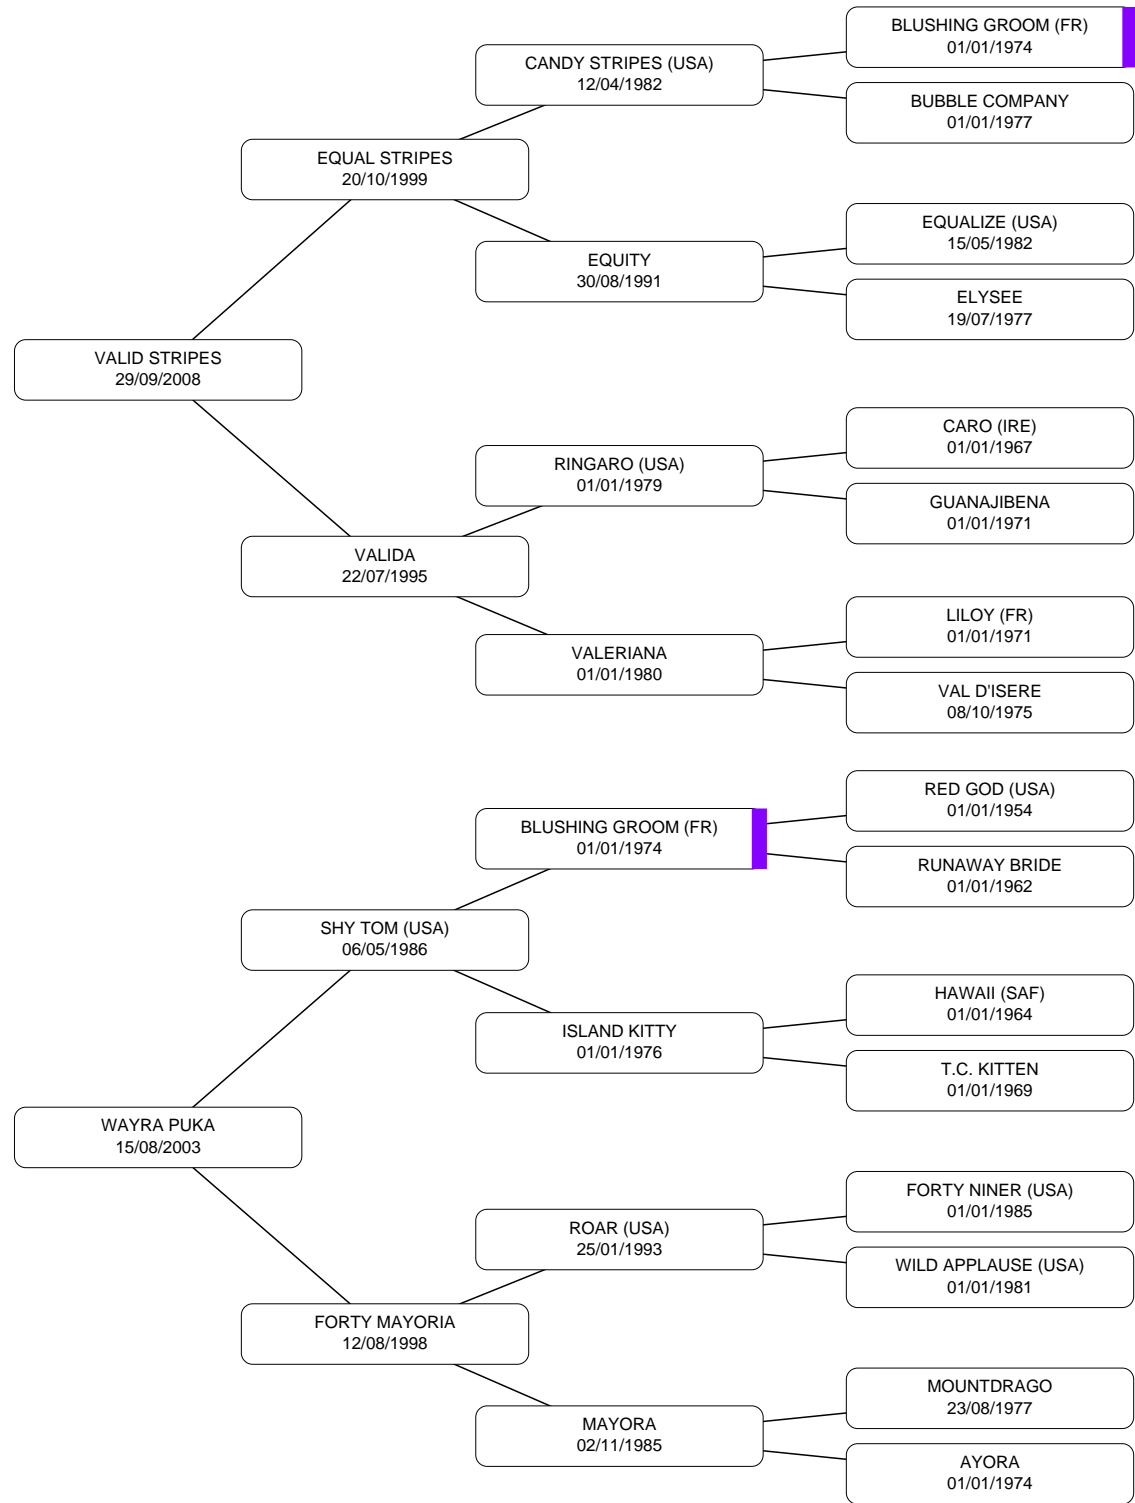 BLUSHING GROOM (FR)
01/01/1974
CANDY STRIPES (USA)
12/04/1982
BUBBLE COMPANY
01/01/1977
EQUAL STRIPES
20/10/1999
EQUALIZE (USA)
15/05/1982
EQUITY
30/08/1991
ELYSEE
19/07/1977
VALID STRIPES
29/09/2008
CARO (IRE)
01/01/1967
RINGARO (USA)
01/01/1979
GUANAJIBENA
01/01/1971
VALIDA
22/07/1995
LILOY (FR)
01/01/1971
VALERIANA
01/01/1980
VAL D'ISERE
08/10/1975
RED GOD (USA)
01/01/1954
BLUSHING GROOM (FR)
01/01/1974
RUNAWAY BRIDE
01/01/1962
SHY TOM (USA)
06/05/1986
HAWAII (SAF)
01/01/1964
ISLAND KITTY
01/01/1976
T.C. KITTEN
01/01/1969
WAYRA PUKA
15/08/2003
FORTY NINER (USA)
01/01/1985
ROAR (USA)
25/01/1993
WILD APPLAUSE (USA)
01/01/1981
FORTY MAYORIA
12/08/1998
MOUNTDRAGO
23/08/1977
MAYORA
02/11/1985
AYORA
01/01/1974